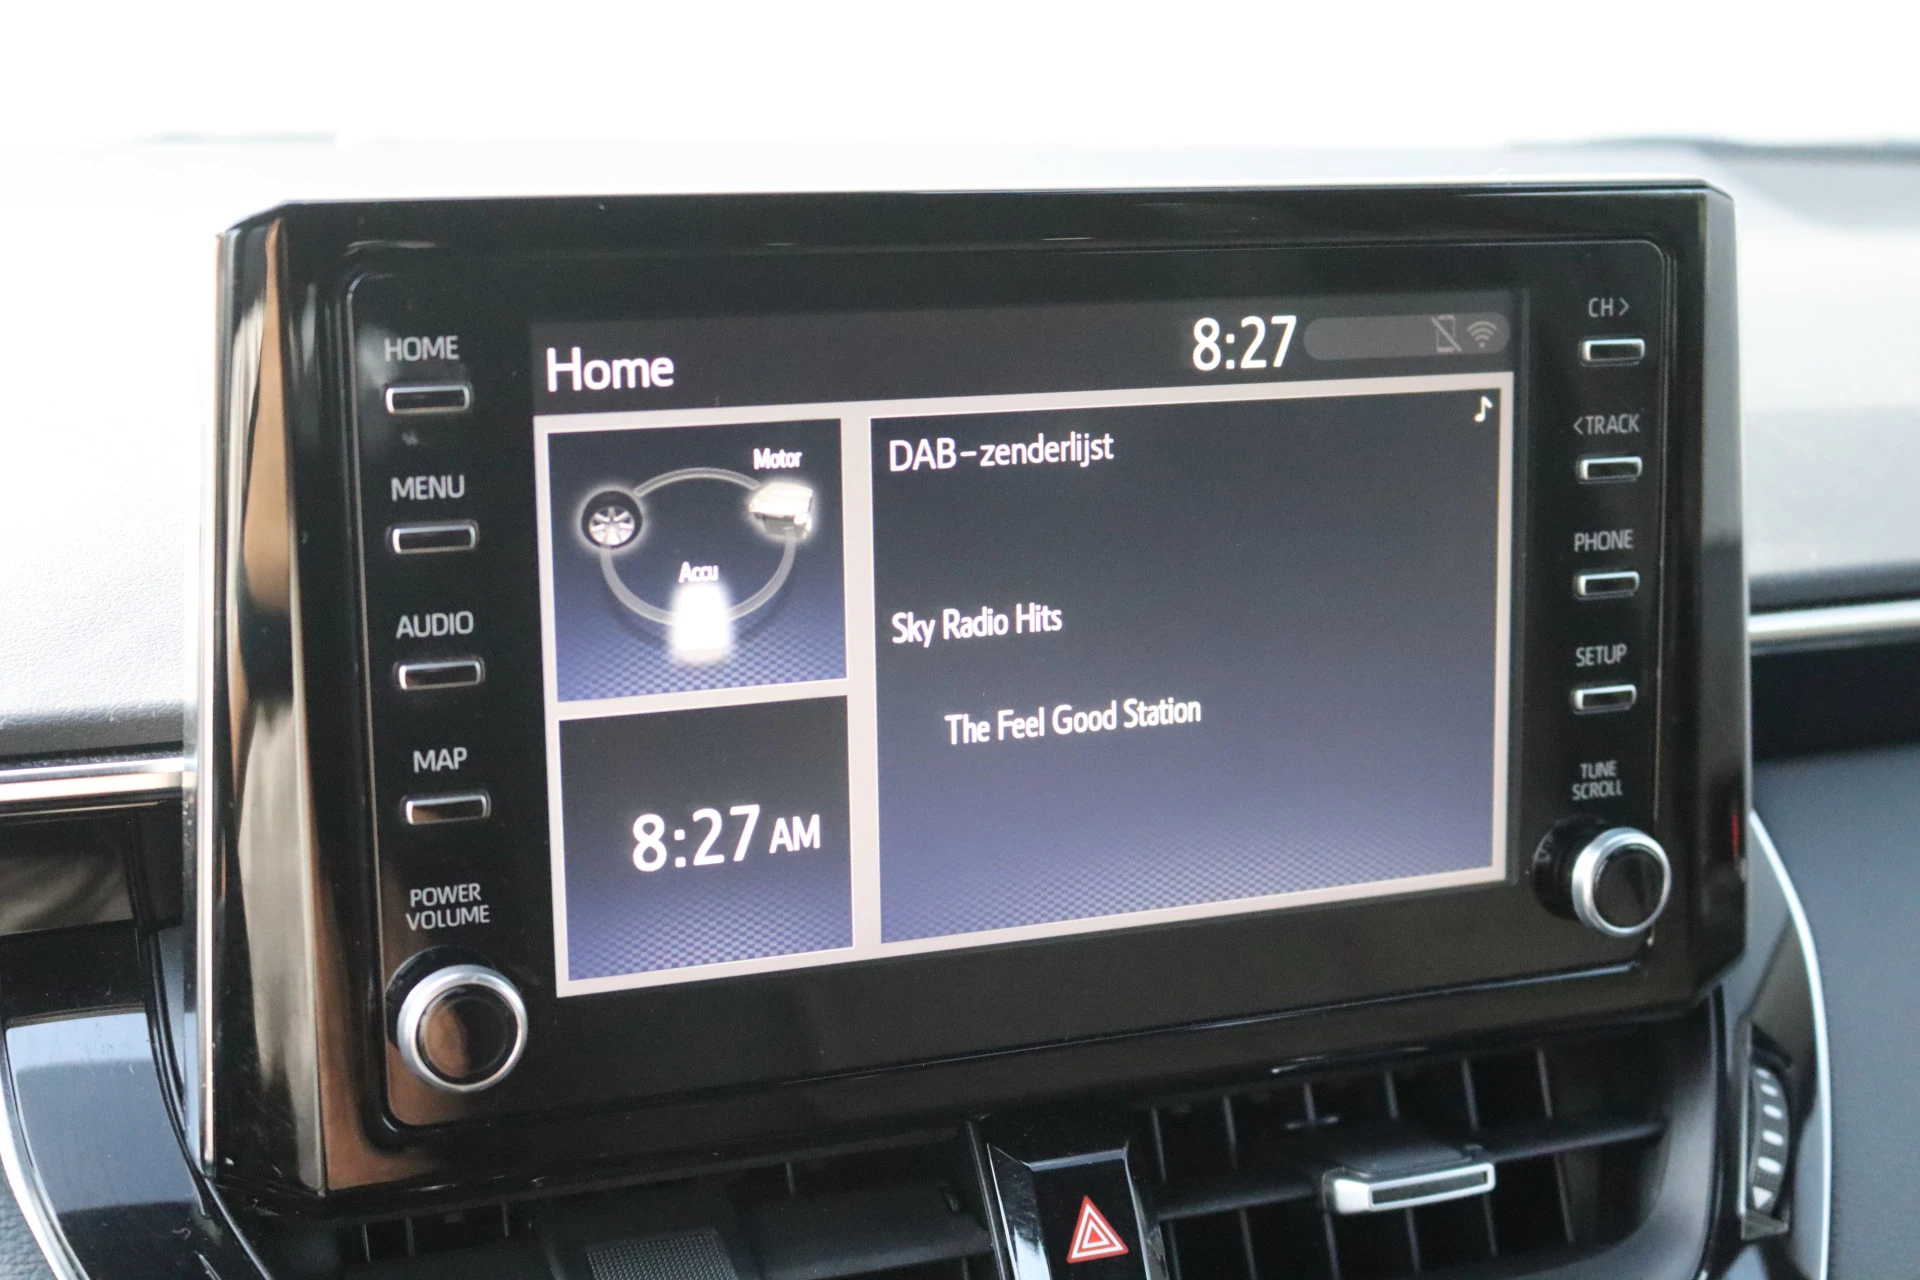 HOME
MENU
AUDIO
MAP
POWER
VOLUME
Home
8:27
Motor
Accu
8:27 AM
DAB-zenderlijst
Sky Radio Hits
The Feel Good Station
CH >
< TRACK
PHONE
SETUP
TUNE
SCROLL